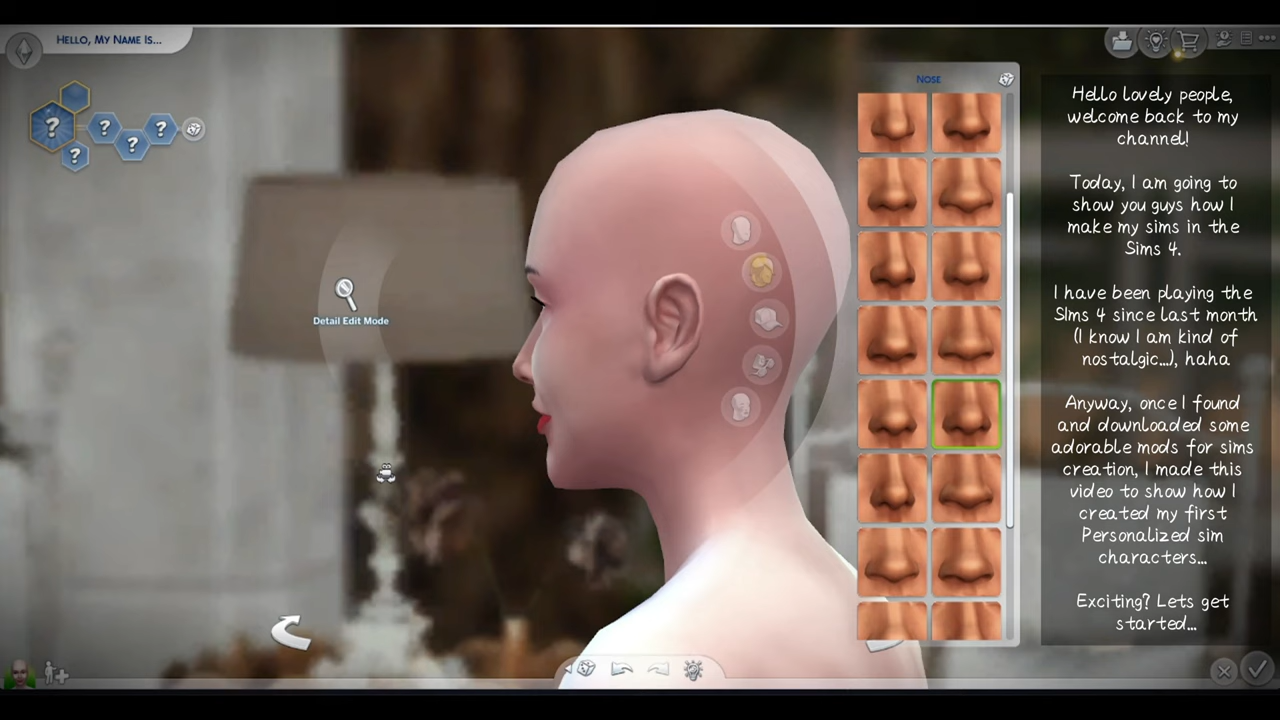 Hello, My Name Is...
Detail Edit Mode
Nose
Hello lovely people,
welcome back to my
channel!
Today, I am going to
show you guys how I
make my sims in the
Sims 4.
I have been playing the
SIms 4 since last month
(I know I am kind of
nostalgic...), haha
Anyway, once I found
and downloaded some
adorable mods for sims
creation, I made this
video to show how I
created my first
Personalized sim
characters...
Exciting? Lets get
started...